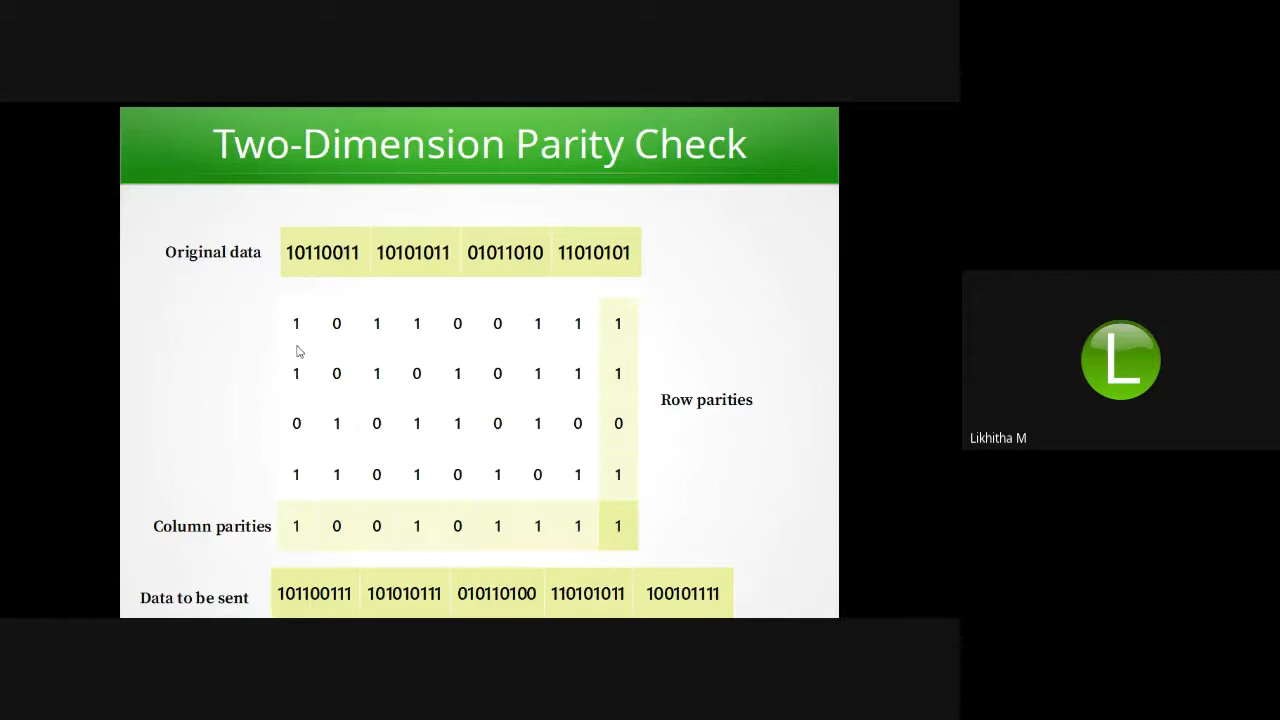 Two-Dimension Parity Check
Original data 10110011 10101011 01011010 11010101
1 0 1 1 0 0 1 1 1
1 0 1 0 1 0 1 1 1
Row parities
0 1 0 1 1 0 1 0 0
1 1 0 1 0 1 0 1 1
Column parities 1 0 0 1 0 1 1 1 1
Data to be sent 101100111 101010111 010110100 110101011 100101111
L
Likhitha M